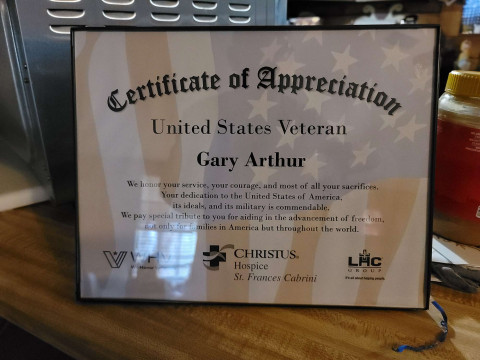 Certificate of Appreciation
United States Veteran
Gary Arthur
We honor your service, your courage, and most of all your sacrifices.
Your dedication to the United States of America,
its ideals, and its military is commendable.
We pay special tribute to you for aiding in the advancement of freedom,
not only for families in America but throughout the world.
CHRISTUS®
Hospice
St. Frances Cabrini
LHC
GROUP